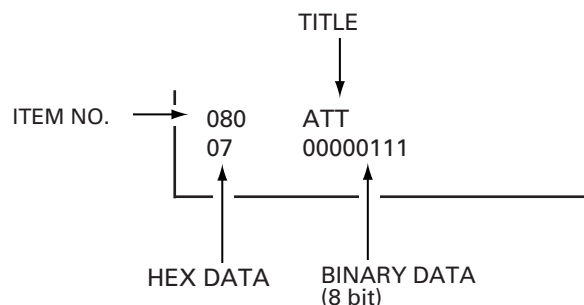 TITLE
ITEM NO.
080 ATT
07 00000111
HEX DATA BINARY DATA
(8 bit)